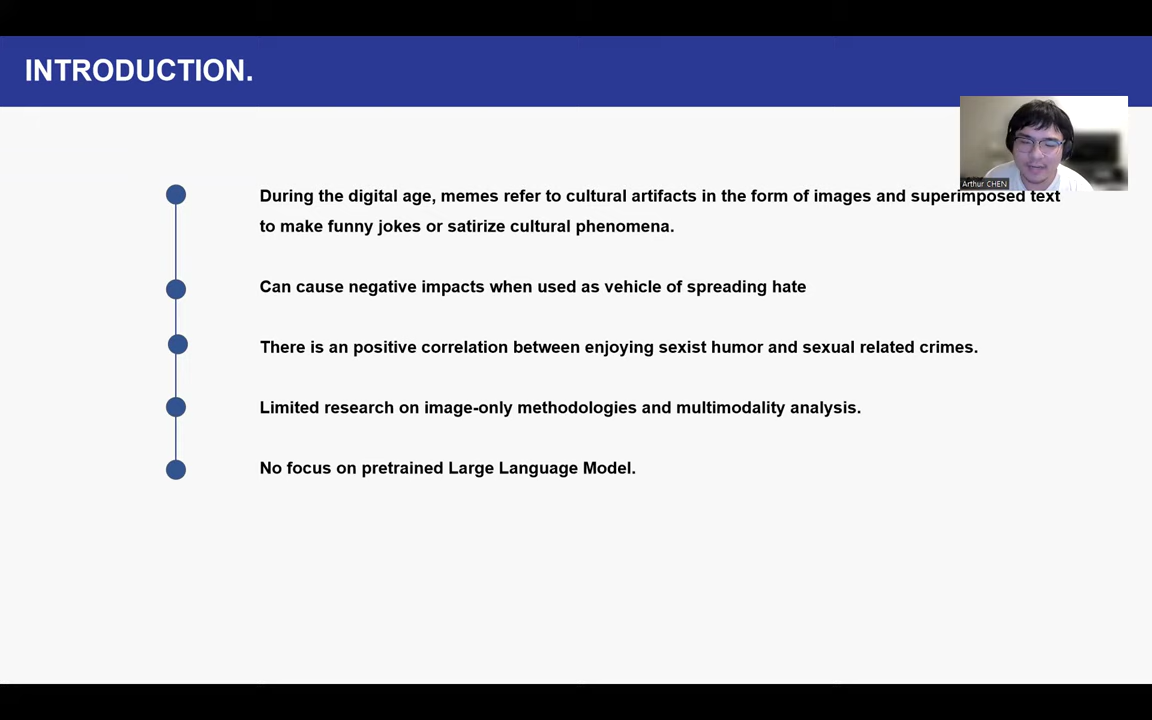 INTRODUCTION.
Arthur CHEN
During the digital age, memes refer to cultural artifacts in the form of images and superimposed text
to make funny jokes or satirize cultural phenomena.
Can cause negative impacts when used as vehicle of spreading hate
There is an positive correlation between enjoying sexist humor and sexual related crimes.
Limited research on image-only methodologies and multimodality analysis.
No focus on pretrained Large Language Model.